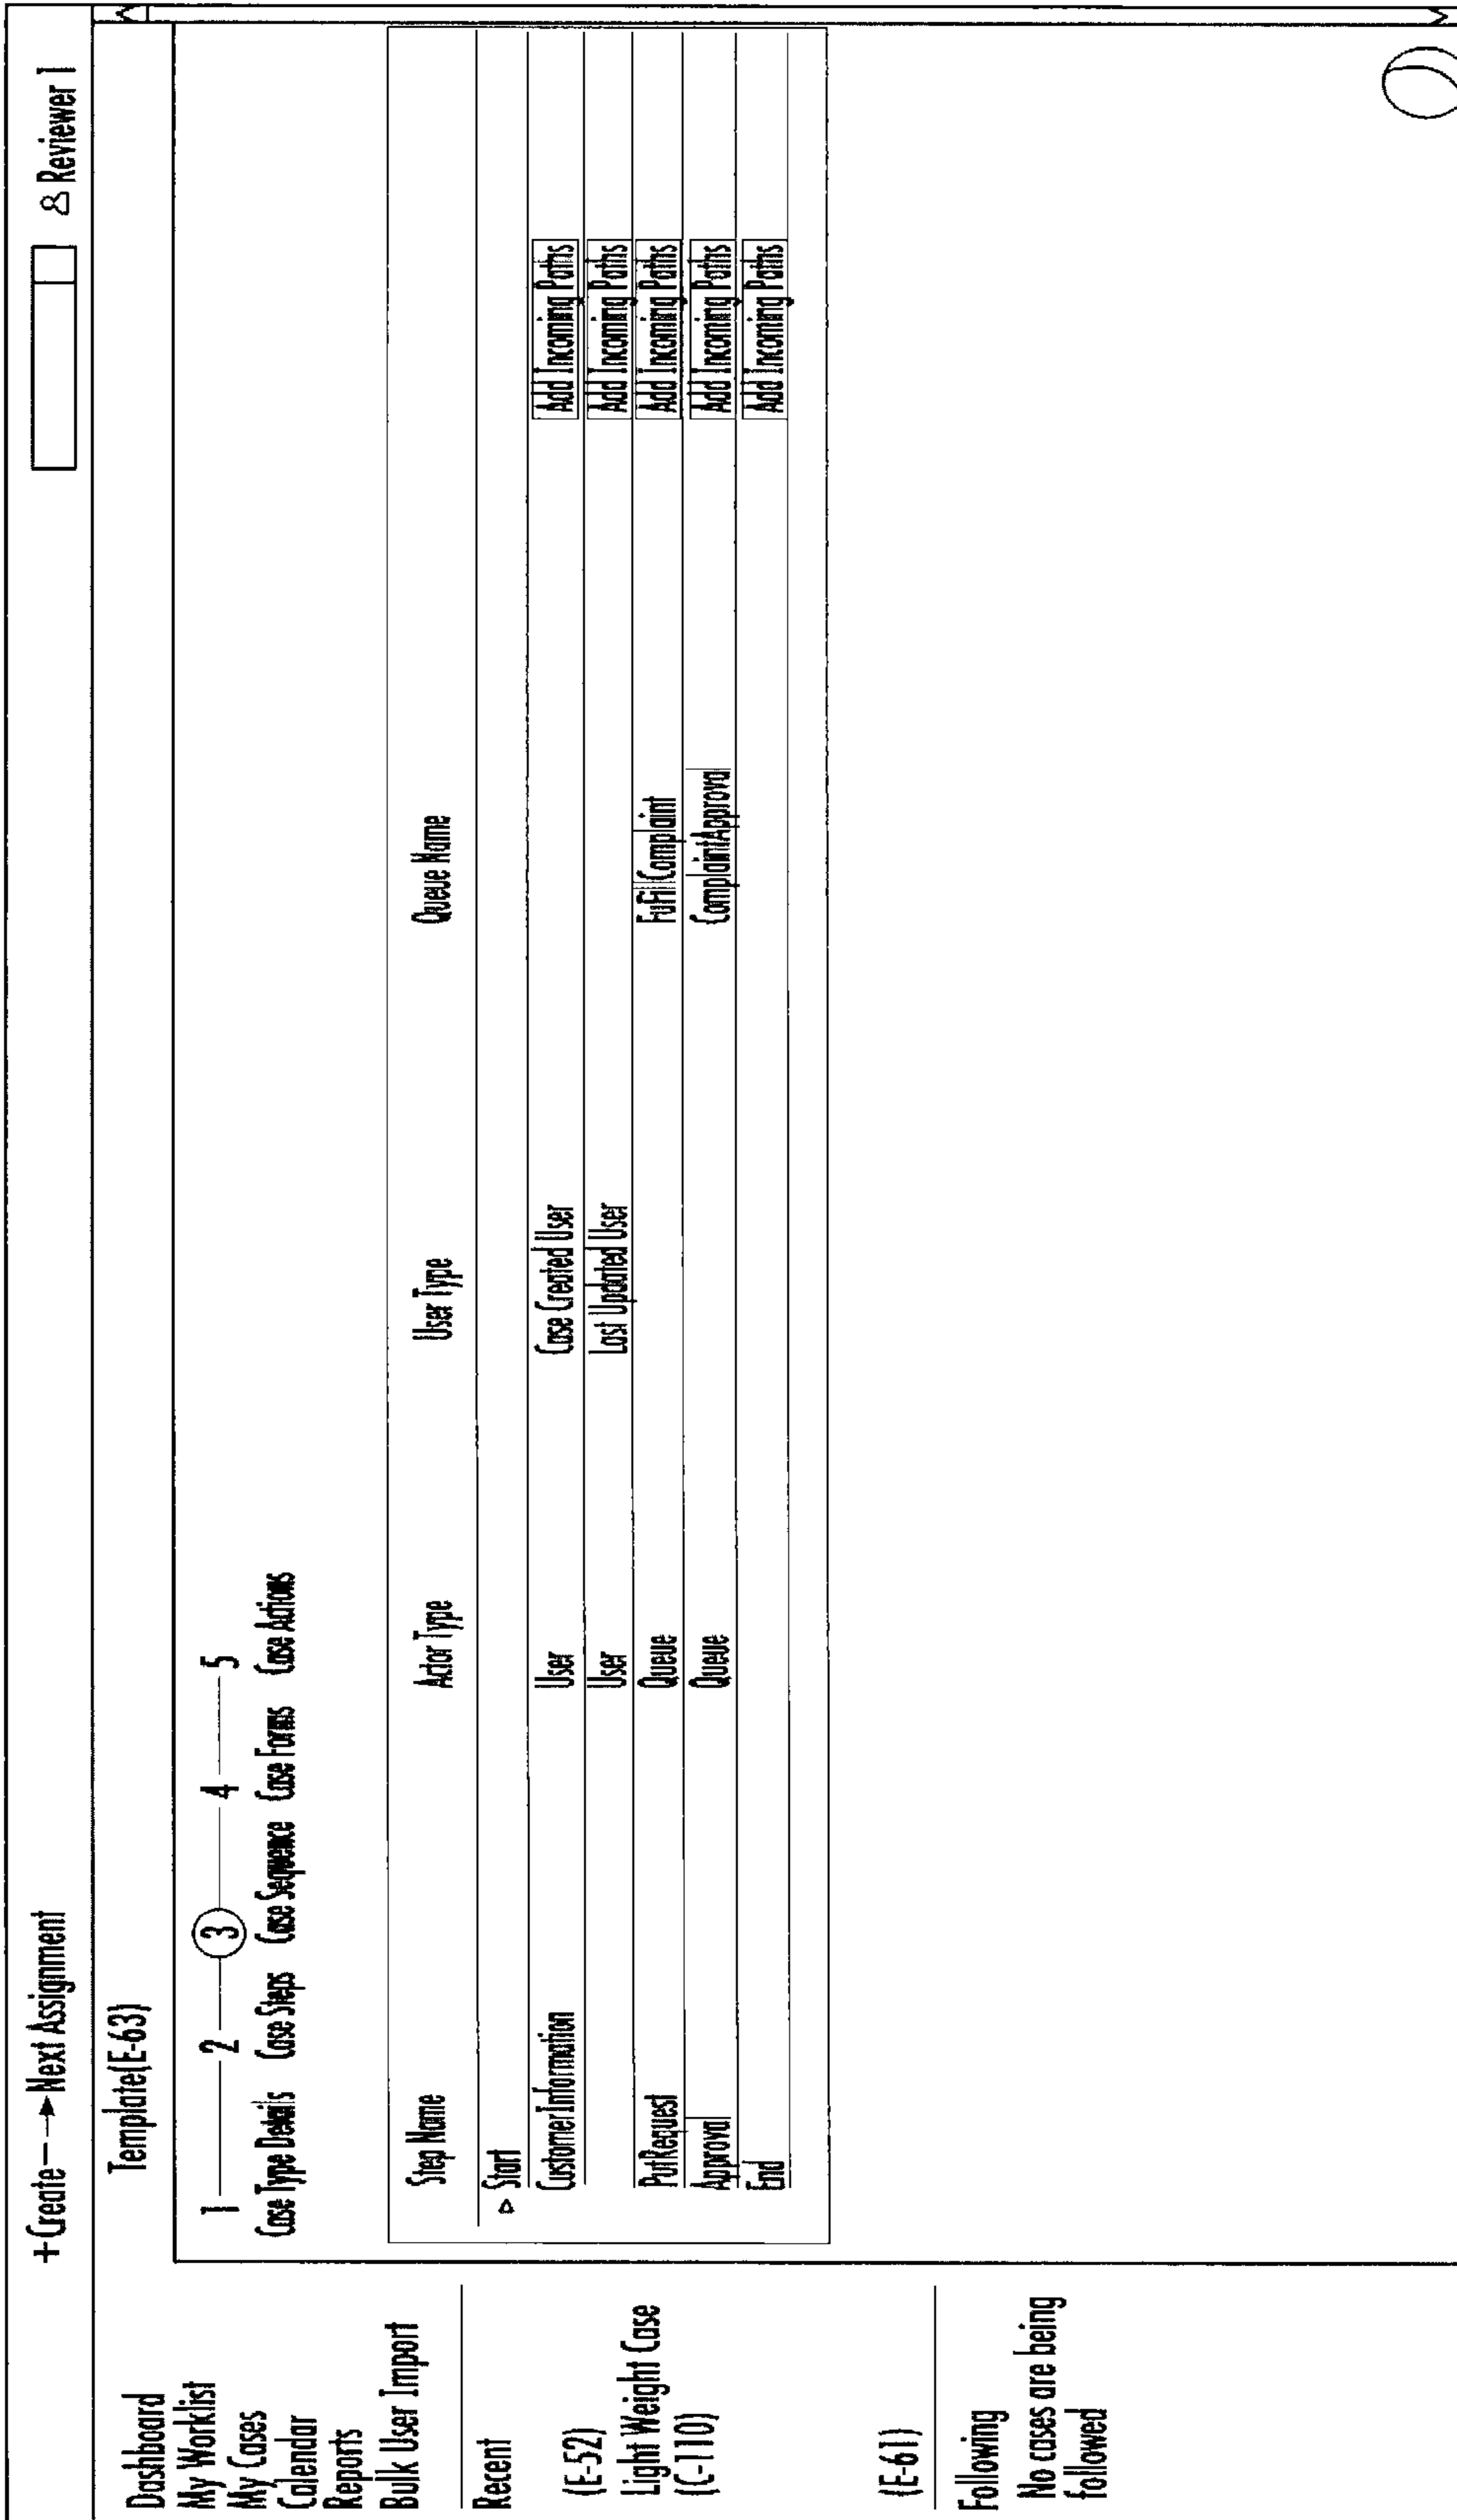 +Create → Next Assignment
Reviewer 1
Dashboard
My Worklist
My Cases
Calendar
Reports
Bulk User Import
Recent
(E-52)
Light Weight Case
(C-110)
(E-61)
Following
No cases are being
followed
Template(E-63)
1 2 3 4 5
Case Type Details Case Steps Case Sequence Case Forms Case Actions
Step Name Actor Type User Type Queue Name
Start
CustomerInformation User Case Created User Add Incoming Paths
User Last Updated User Add Incoming Paths
PutRequest Queue FulFil Complaint Add Incoming Paths
Approval Queue ComplaintApproval Add Incoming Paths
End Add Incoming Paths